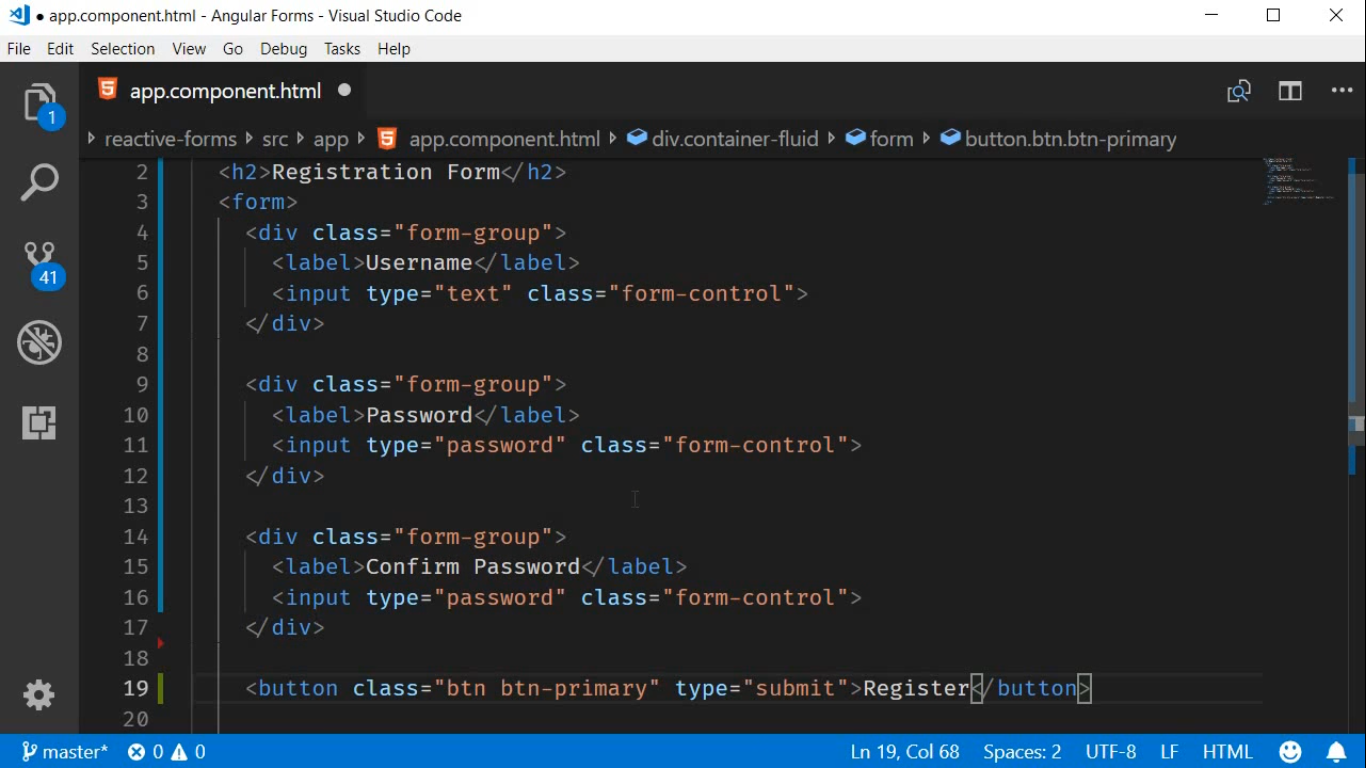 ● app.component.html - Angular Forms - Visual Studio Code
File Edit Selection View Go Debug Tasks Help
app.component.html ●
reactive-forms src app app.component.html div.container-fluid form button.btn.btn-primary
1
41
2 <h2>Registration Form</h2>
3 <form>
4 <div class="form-group">
5 <label>Username</label>
6 <input type="text" class="form-control">
7 </div>
8
9 <div class="form-group">
10 <label>Password</label>
11 <input type="password" class="form-control">
12 </div>
13
14 <div class="form-group">
15 <label>Confirm Password</label>
16 <input type="password" class="form-control">
17 </div>
18
19 <button class="btn btn-primary" type="submit">Register</button>
20
master* 0 0 Ln 19, Col 68 Spaces: 2 UTF-8 LF HTML